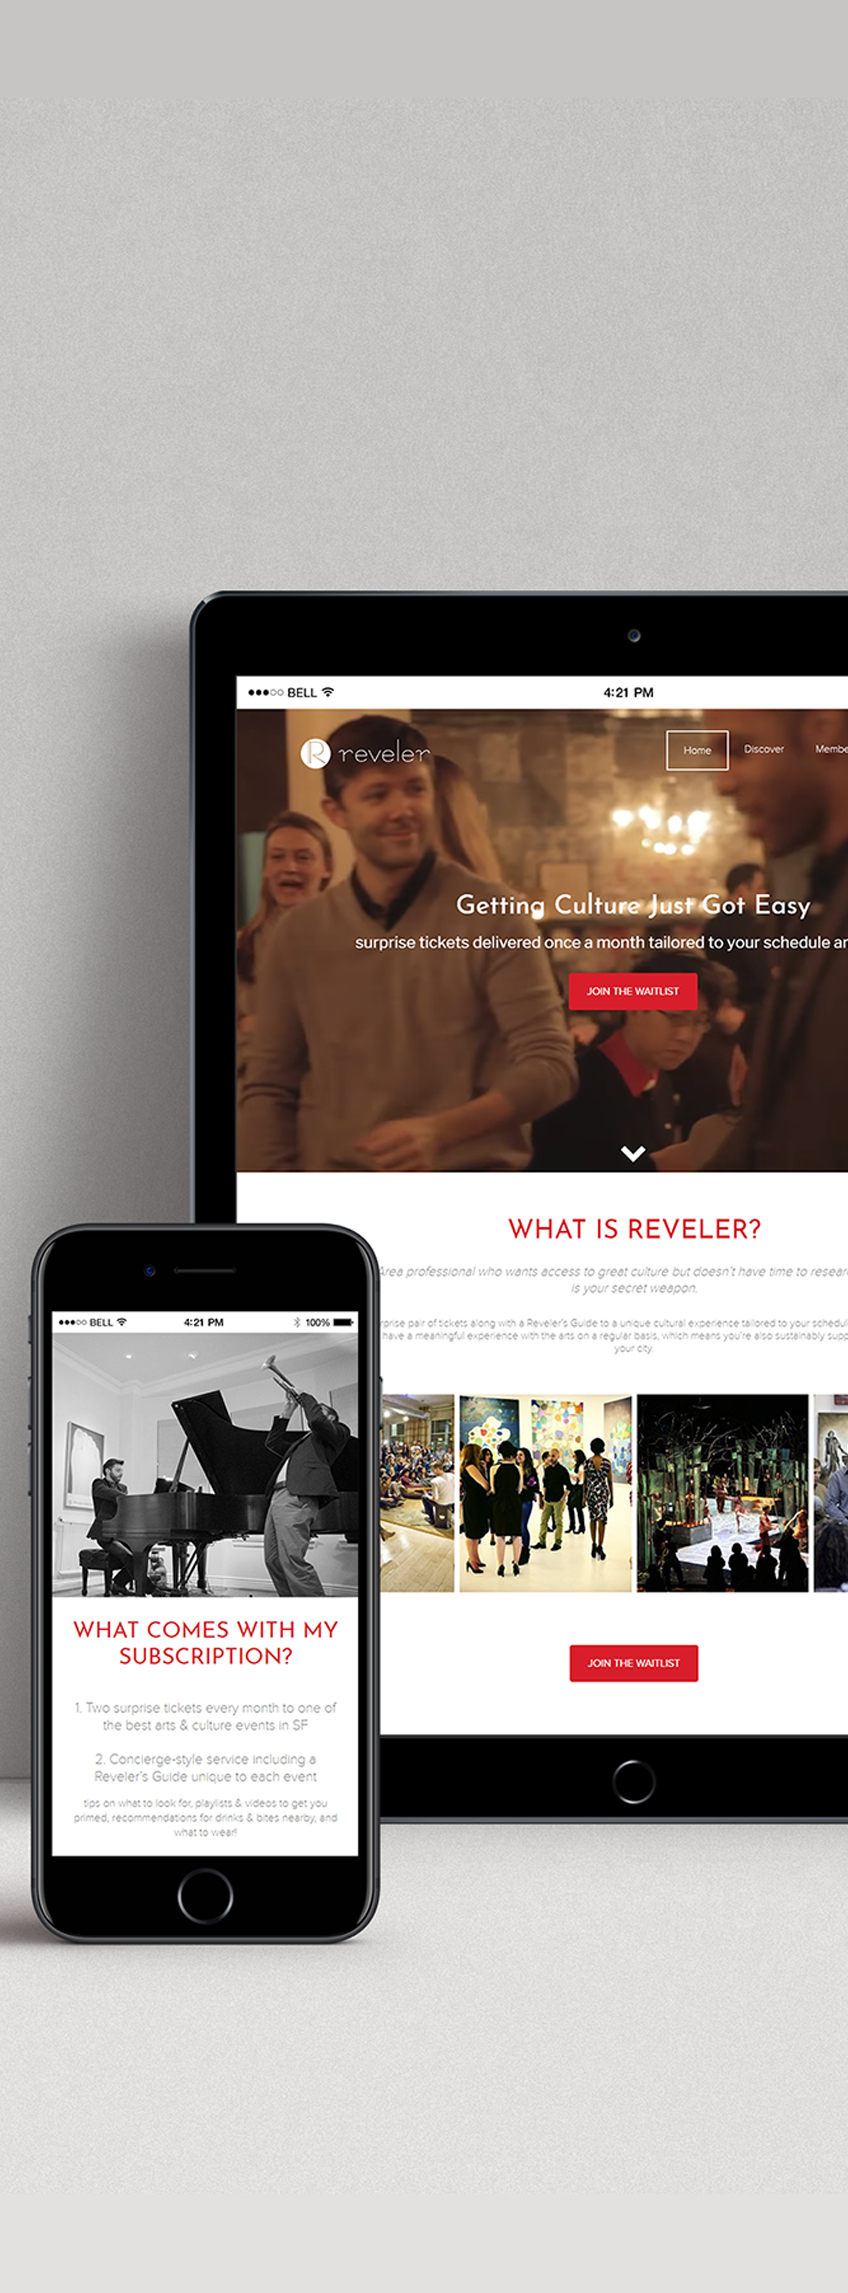 BELL
4:21 PM
R reveler
Home
Discover
Membe
Getting Culture Just Got Easy
surprise tickets delivered once a month tailored to your schedule ar
JOIN THE WAITLIST
WHAT IS REVELER?
Area professional who wants access to great culture but doesn't have time to resear
is your secret weapon.
rprise pair of tickets along with a Reveler's Guide to a unique cultural experience tailored to your schedul
have a meaningful experience with the arts on a regular basis, which means you're also sustainably supp
your city.
JOIN THE WAITLIST
BELL
4:21 PM
100%
WHAT COMES WITH MY
SUBSCRIPTION?
1. Two surprise tickets every month to one of
the best arts & culture events in SF
2. Concierge-style service including a
Reveler's Guide unique to each event
tips on what to look for, playlists & videos to get you
primed, recommendations for drinks & bites nearby, and
what to wear!